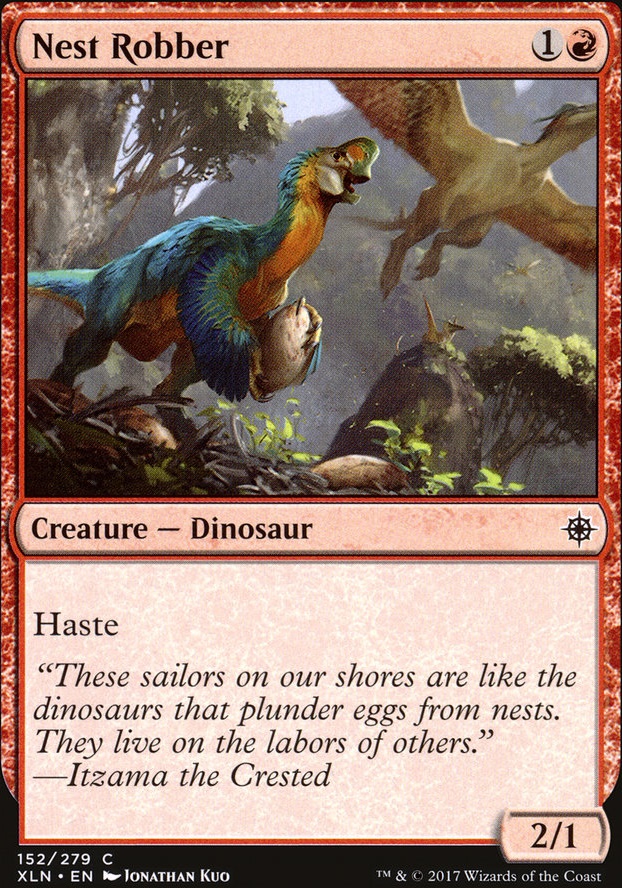 Nest Robber 1
Creature — Dinosaur
Haste
“These sailors on our shores are like the
dinosaurs that plunder eggs from nests.
They live on the labors of others.”
—Itzama the Crested
2/1
152/279 C
XLN • EN Jonathan Kuo
™ & © 2017 Wizards of the Coast